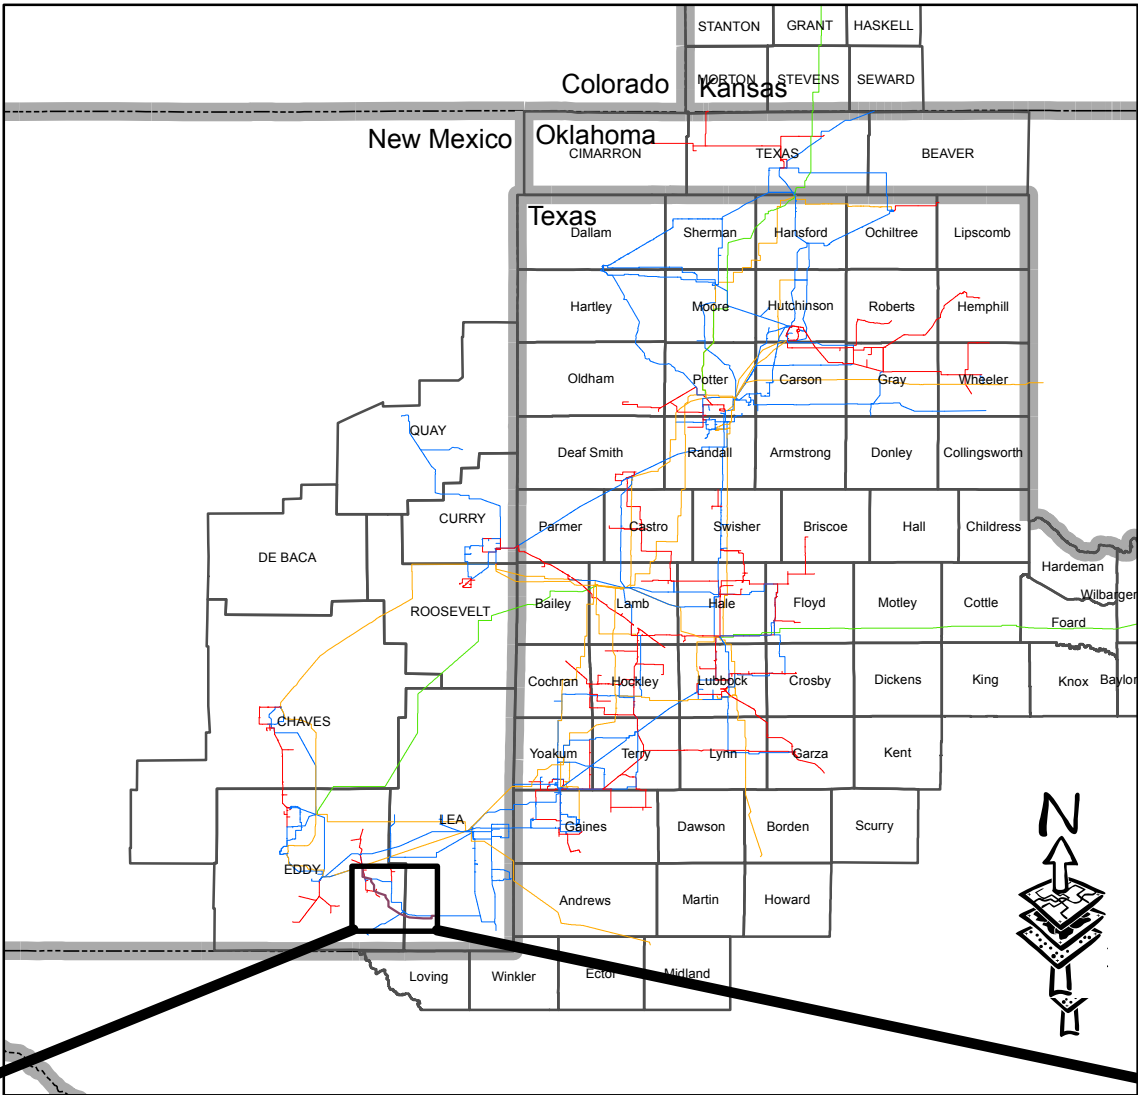 STANTON GRANT HASKELL
MORTON STEVENS SEWARD
Colorado Kansas
New Mexico Oklahoma
CIMARRON TEXAS BEAVER
Texas
Dallam Sherman Hansford Ochiltree Lipscomb
Hartley Moore Hutchinson Roberts Hemphill
Oldham Potter Carson Gray Wheeler
QUAY
Deaf Smith Randall Armstrong Donley Collingsworth
CURRY Parmer Castro Swisher Briscoe Hall Childress
DE BACA
Hardeman
Wilbarger
ROOSEVELT Bailey Lamb Hale Floyd Motley Cottle
Foard
Cochran Hockley Lubbock Crosby Dickens King Knox Baylor
CHAVES
Yoakum Terry Lynn Garza Kent
LEA Gaines Dawson Borden Scurry
N
EDDY
Andrews Martin Howard
Loving Winkler Ector Midland